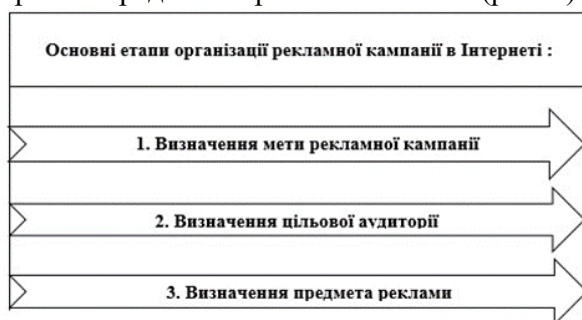 Основні етапи організації рекламної кампанії в Інтернеті :
1. Визначення мети рекламної кампанії
2. Визначення цільової аудиторії
3. Визначення предмета реклами